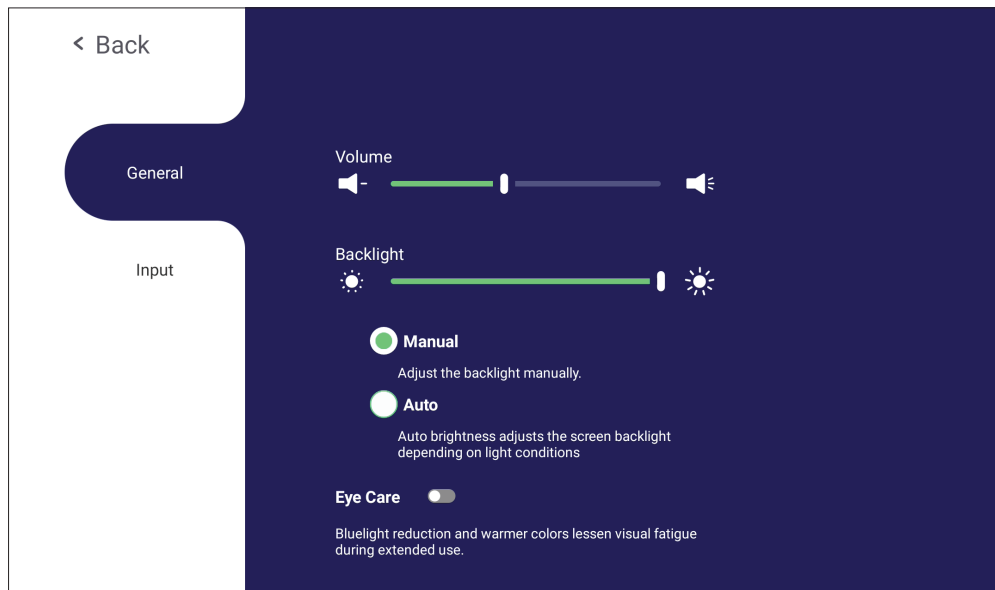 Back
General
Input
Volume
Backlight
Manual
Adjust the backlight manually.
Auto
Auto brightness adjusts the screen backlight
depending on light conditions
Eye Care
Bluelight reduction and warmer colors lessen visual fatigue
during extended use.